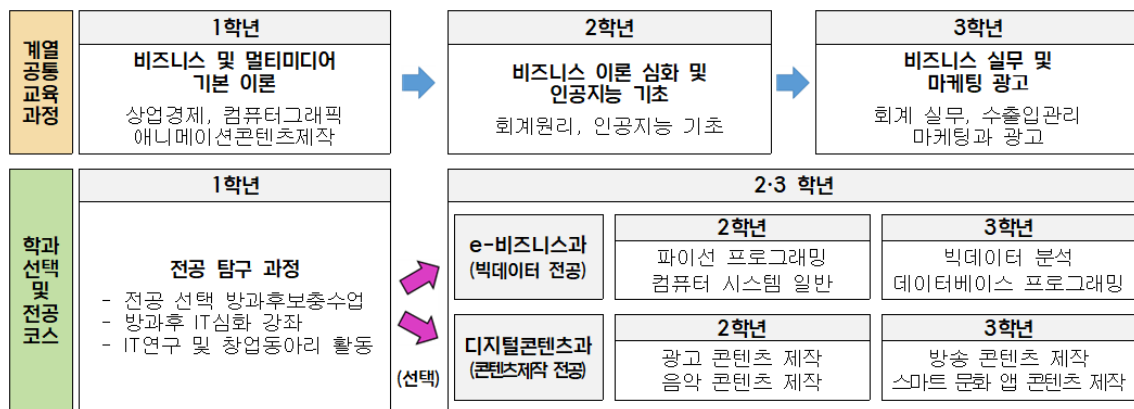 계열
공통
교육
과정
1학년
비즈니스 및 멀티미디어
기본 이론
상업경제, 컴퓨터그래픽
애니메이션콘텐츠제작
2학년
비즈니스 이론 심화 및
인공지능 기초
회계원리, 인공지능 기초
3학년
비즈니스 실무 및
마케팅 광고
회계 실무, 수출입관리
마케팅과 광고
학과
선택
및
전공
코스
1학년
전공 탐구 과정
- 전공 선택 방과후보충수업
- 방과후 IT심화 강좌
- IT연구 및 창업동아리 활동
(선택)
2·3 학년
e-비즈니스과
(빅데이터 전공)
2학년
파이선 프로그래밍
컴퓨터 시스템 일반
3학년
빅데이터 분석
데이터베이스 프로그래밍
디지털콘텐츠과
(콘텐츠제작 전공)
2학년
광고 콘텐츠 제작
음악 콘텐츠 제작
3학년
방송 콘텐츠 제작
스마트 문화 앱 콘텐츠 제작